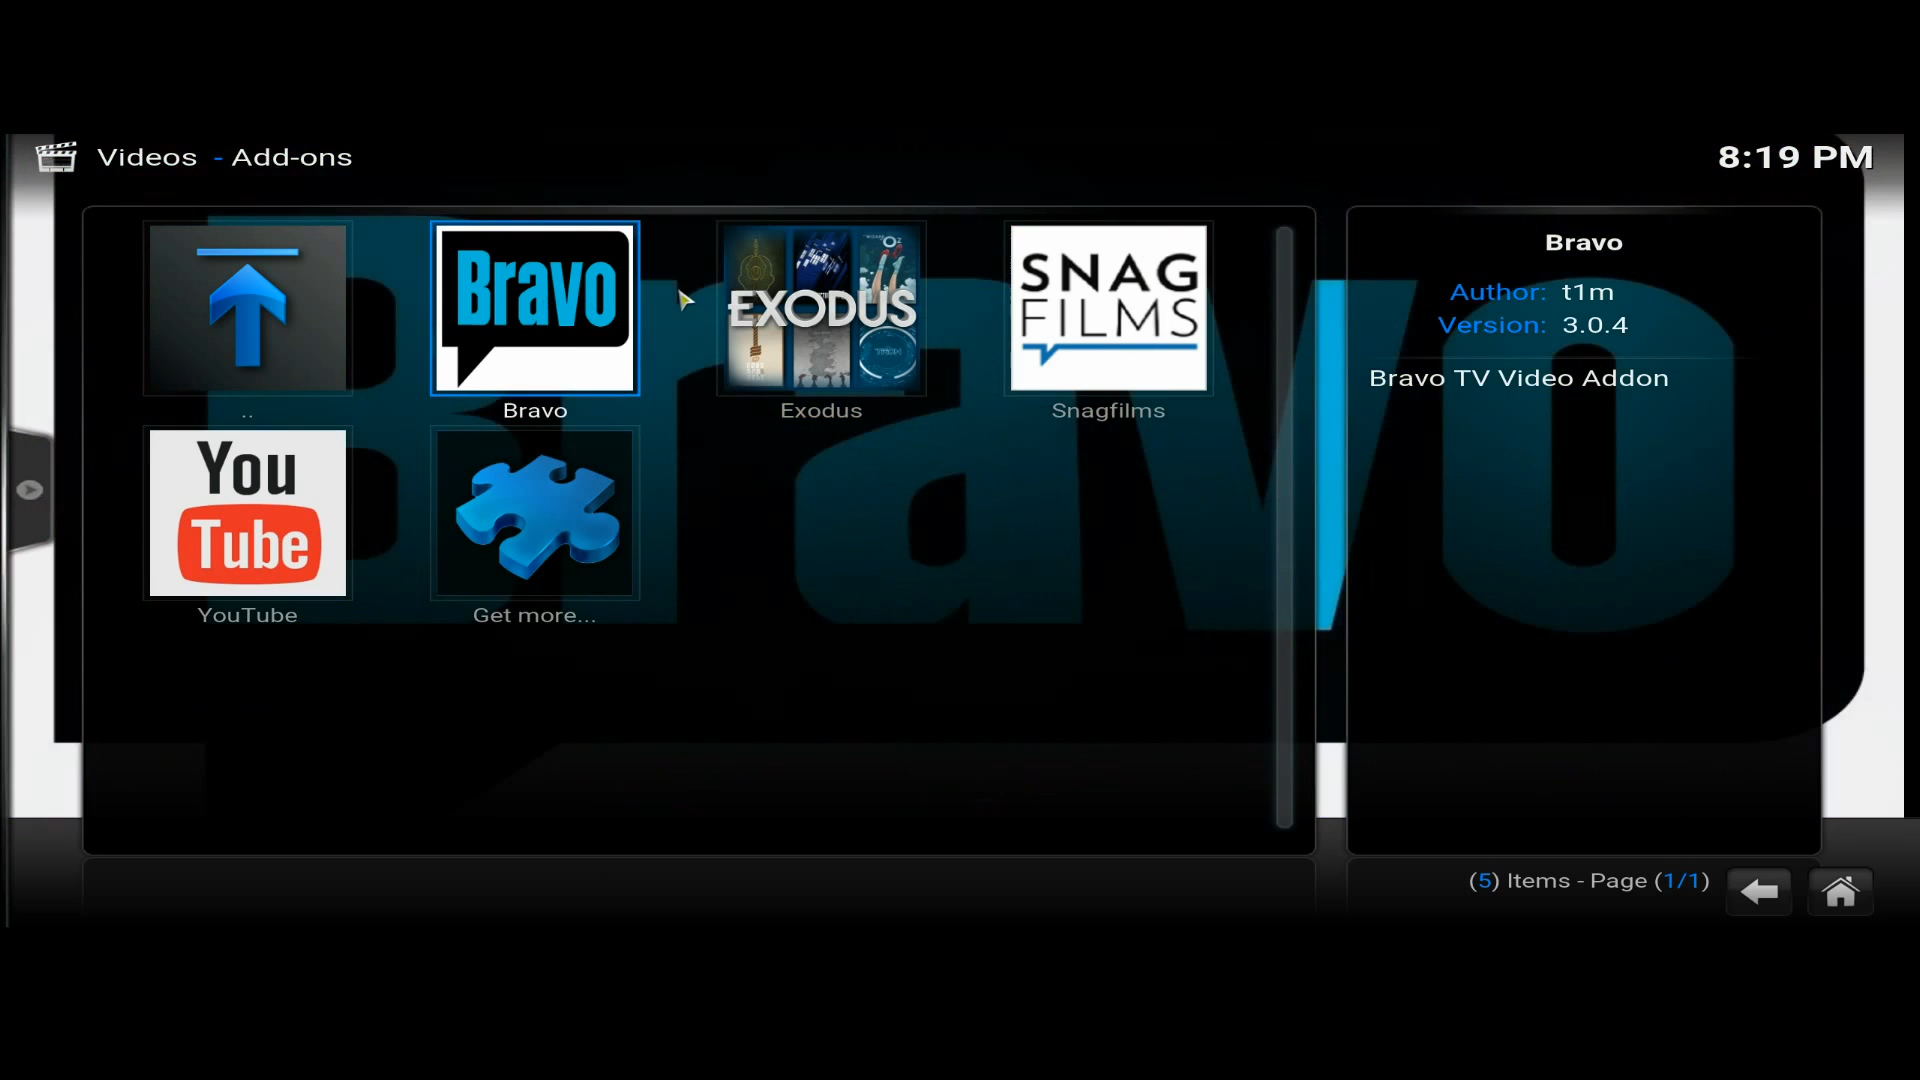 Videos - Add-ons
8:19 PM
Bravo
EXODUS
SNAG
FILMS
..
Bravo
Exodus
Snagfilms
You
Tube
YouTube
Get more...
Bravo
Bravo
Author: t1m
Version: 3.0.4
Bravo TV Video Addon
(5) Items - Page (1/1)